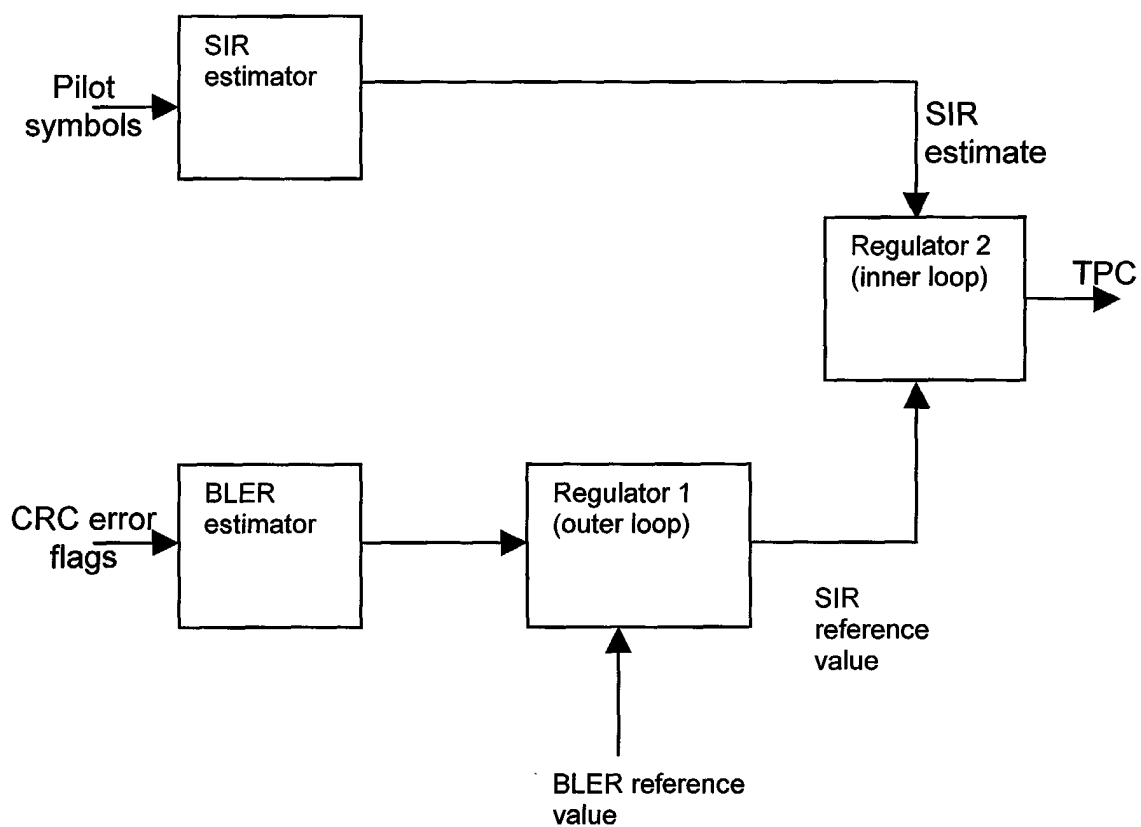 SIR
estimator
Pilot
symbols
SIR
estimate
Regulator 2
(inner loop)
TPC
BLER
estimator
CRC error
flags
Regulator 1
(outer loop)
SIR
reference
value
BLER reference
value